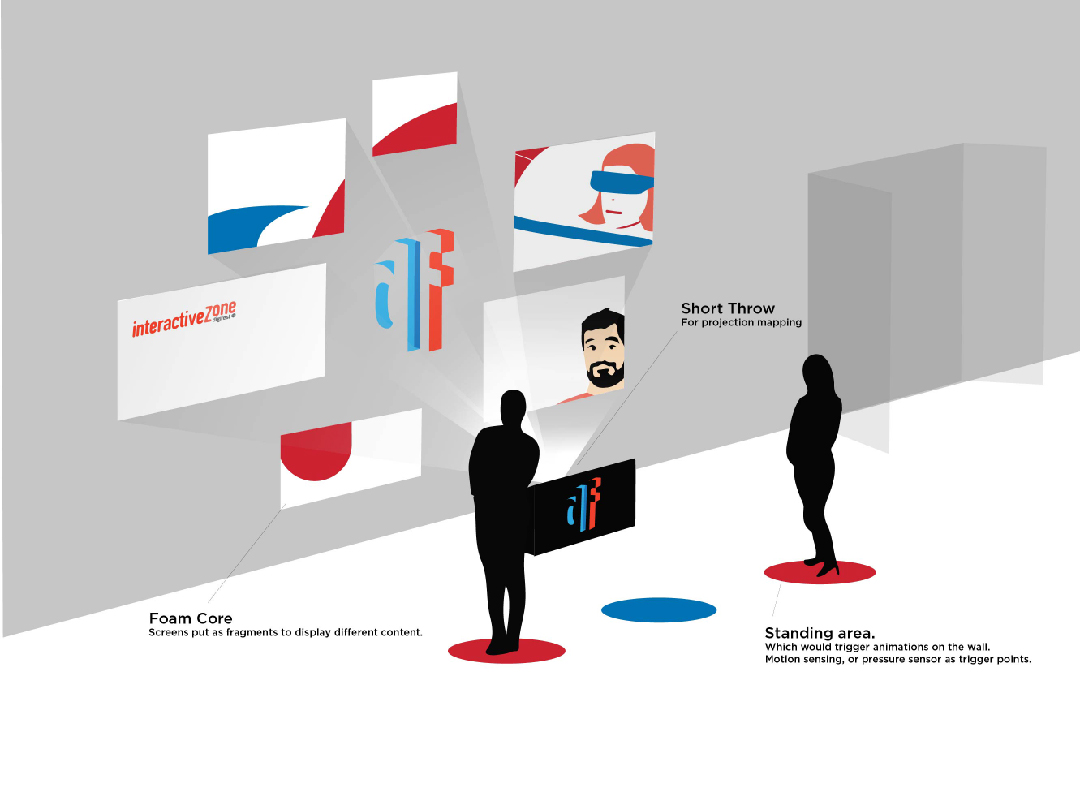 interactiveZone
Short Throw
For projection mapping
Foam Core
Screens put as fragments to display different content.
Standing area.
Which would trigger animations on the wall.
Motion sensing, or pressure sensor as trigger points.